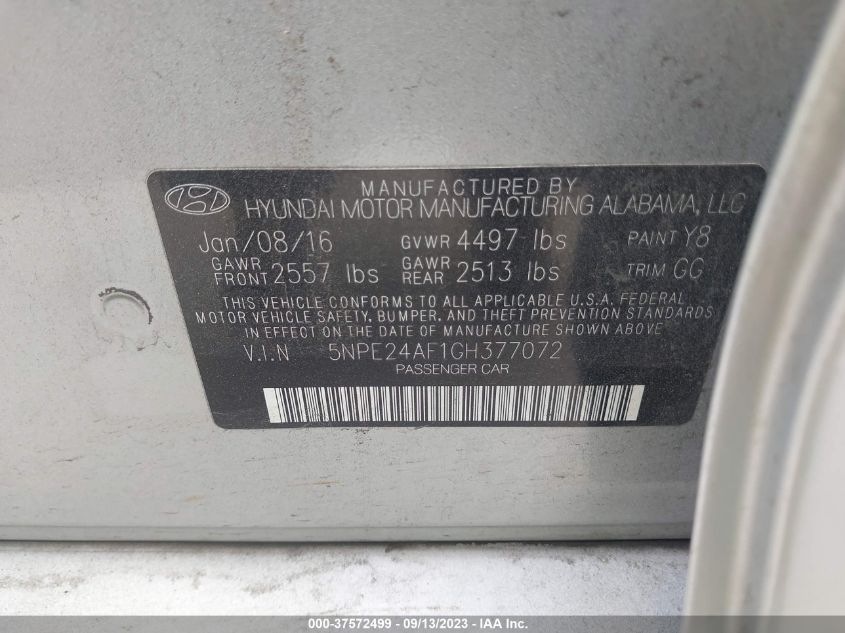 MANUFACTURED BY
HYUNDAI MOTOR MANUFACTURING ALABAMA, LLC
Jan/08/16 GVWR 4497 lbs PAINT Y8
GAWR FRONT 2557 lbs GAWR REAR 2513 lbs TRIM GG
THIS VEHICLE CONFORMS TO ALL APPLICABLE U.S.A. FEDERAL
MOTOR VEHICLE SAFETY, BUMPER, AND THEFT PREVENTION STANDARDS
IN EFFECT ON THE DATE OF MANUFACTURE SHOWN ABOVE.
V.I.N 5NPE24AF1GH377072
PASSENGER CAR
000-37572499 - 09/13/2023 - IAA Inc.